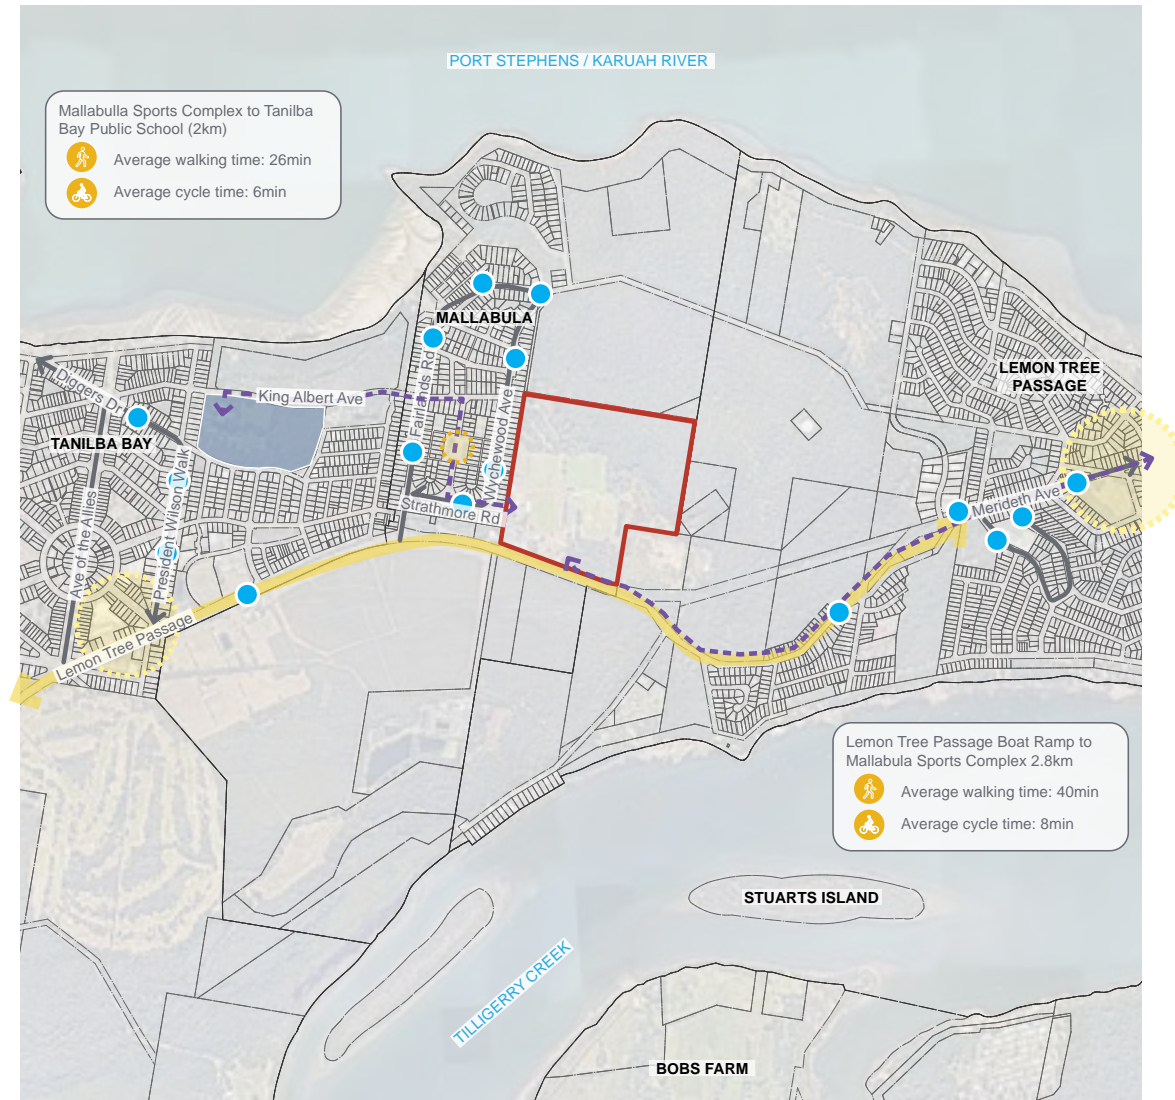 PORT STEPHENS / KARUAH RIVER
Mallabulla Sports Complex to Tanilba
Bay Public School (2km)
Average walking time: 26min
Average cycle time: 6min
MALLABULA
LEMON TREE
PASSAGE
Diggers Dr
King Albert Ave
Fairlands Rd
Wychewood Ave
TANILBA BAY
President Wilson Walk
Ave of the Allies
Strathmore Rd
Merideth Ave
Lemon Tree Passage
Lemon Tree Passage Boat Ramp to
Mallabula Sports Complex 2.8km
Average walking time: 40min
Average cycle time: 8min
STUARTS ISLAND
TILLIGERRY CREEK
BOBS FARM